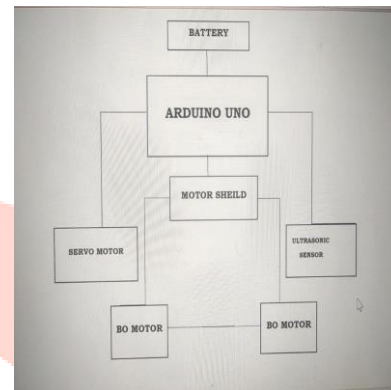 BATTERY
ARDUINO UNO
MOTOR SHEILD
SERVO MOTOR
ULTRASONIC
SENSOR
BO MOTOR
BO MOTOR